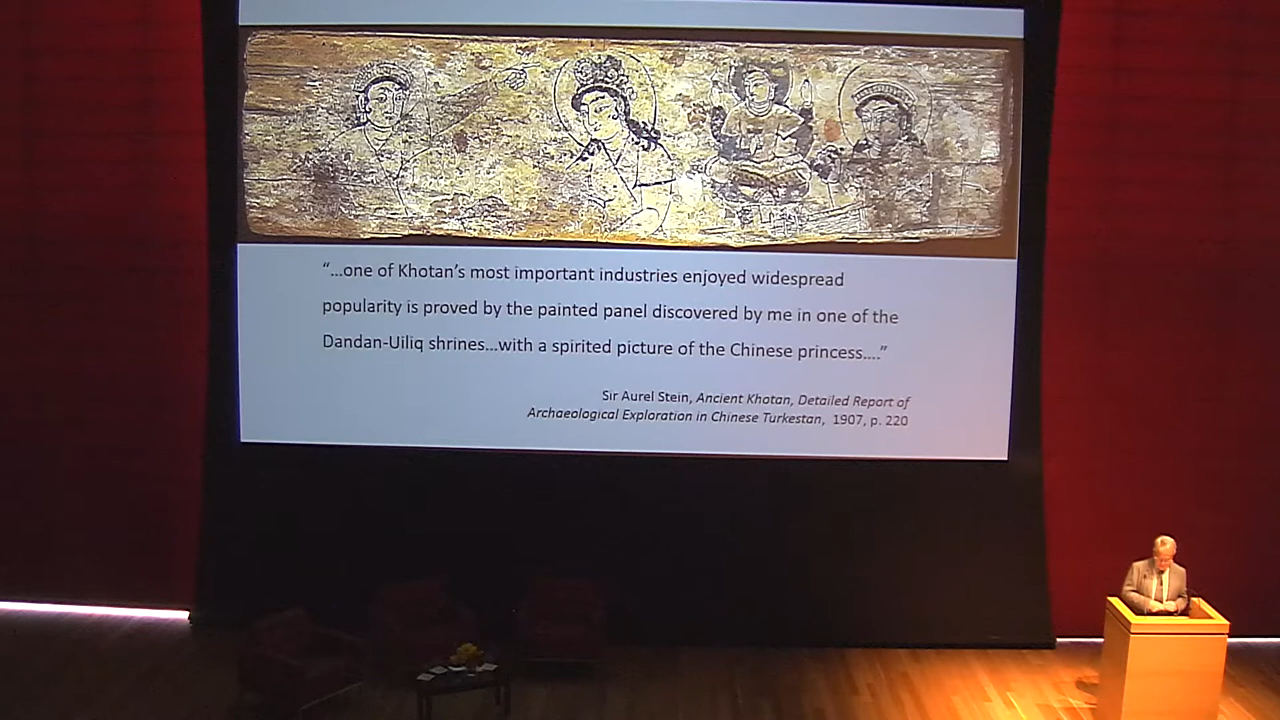 “...one of Khotan’s most important industries enjoyed widespread
popularity is proved by the painted panel discovered by me in one of the
Dandan-Uiliq shrines...with a spirited picture of the Chinese princess....”
Sir Aurel Stein, Ancient Khotan, Detailed Report of
Archaeological Exploration in Chinese Turkestan, 1907, p. 220